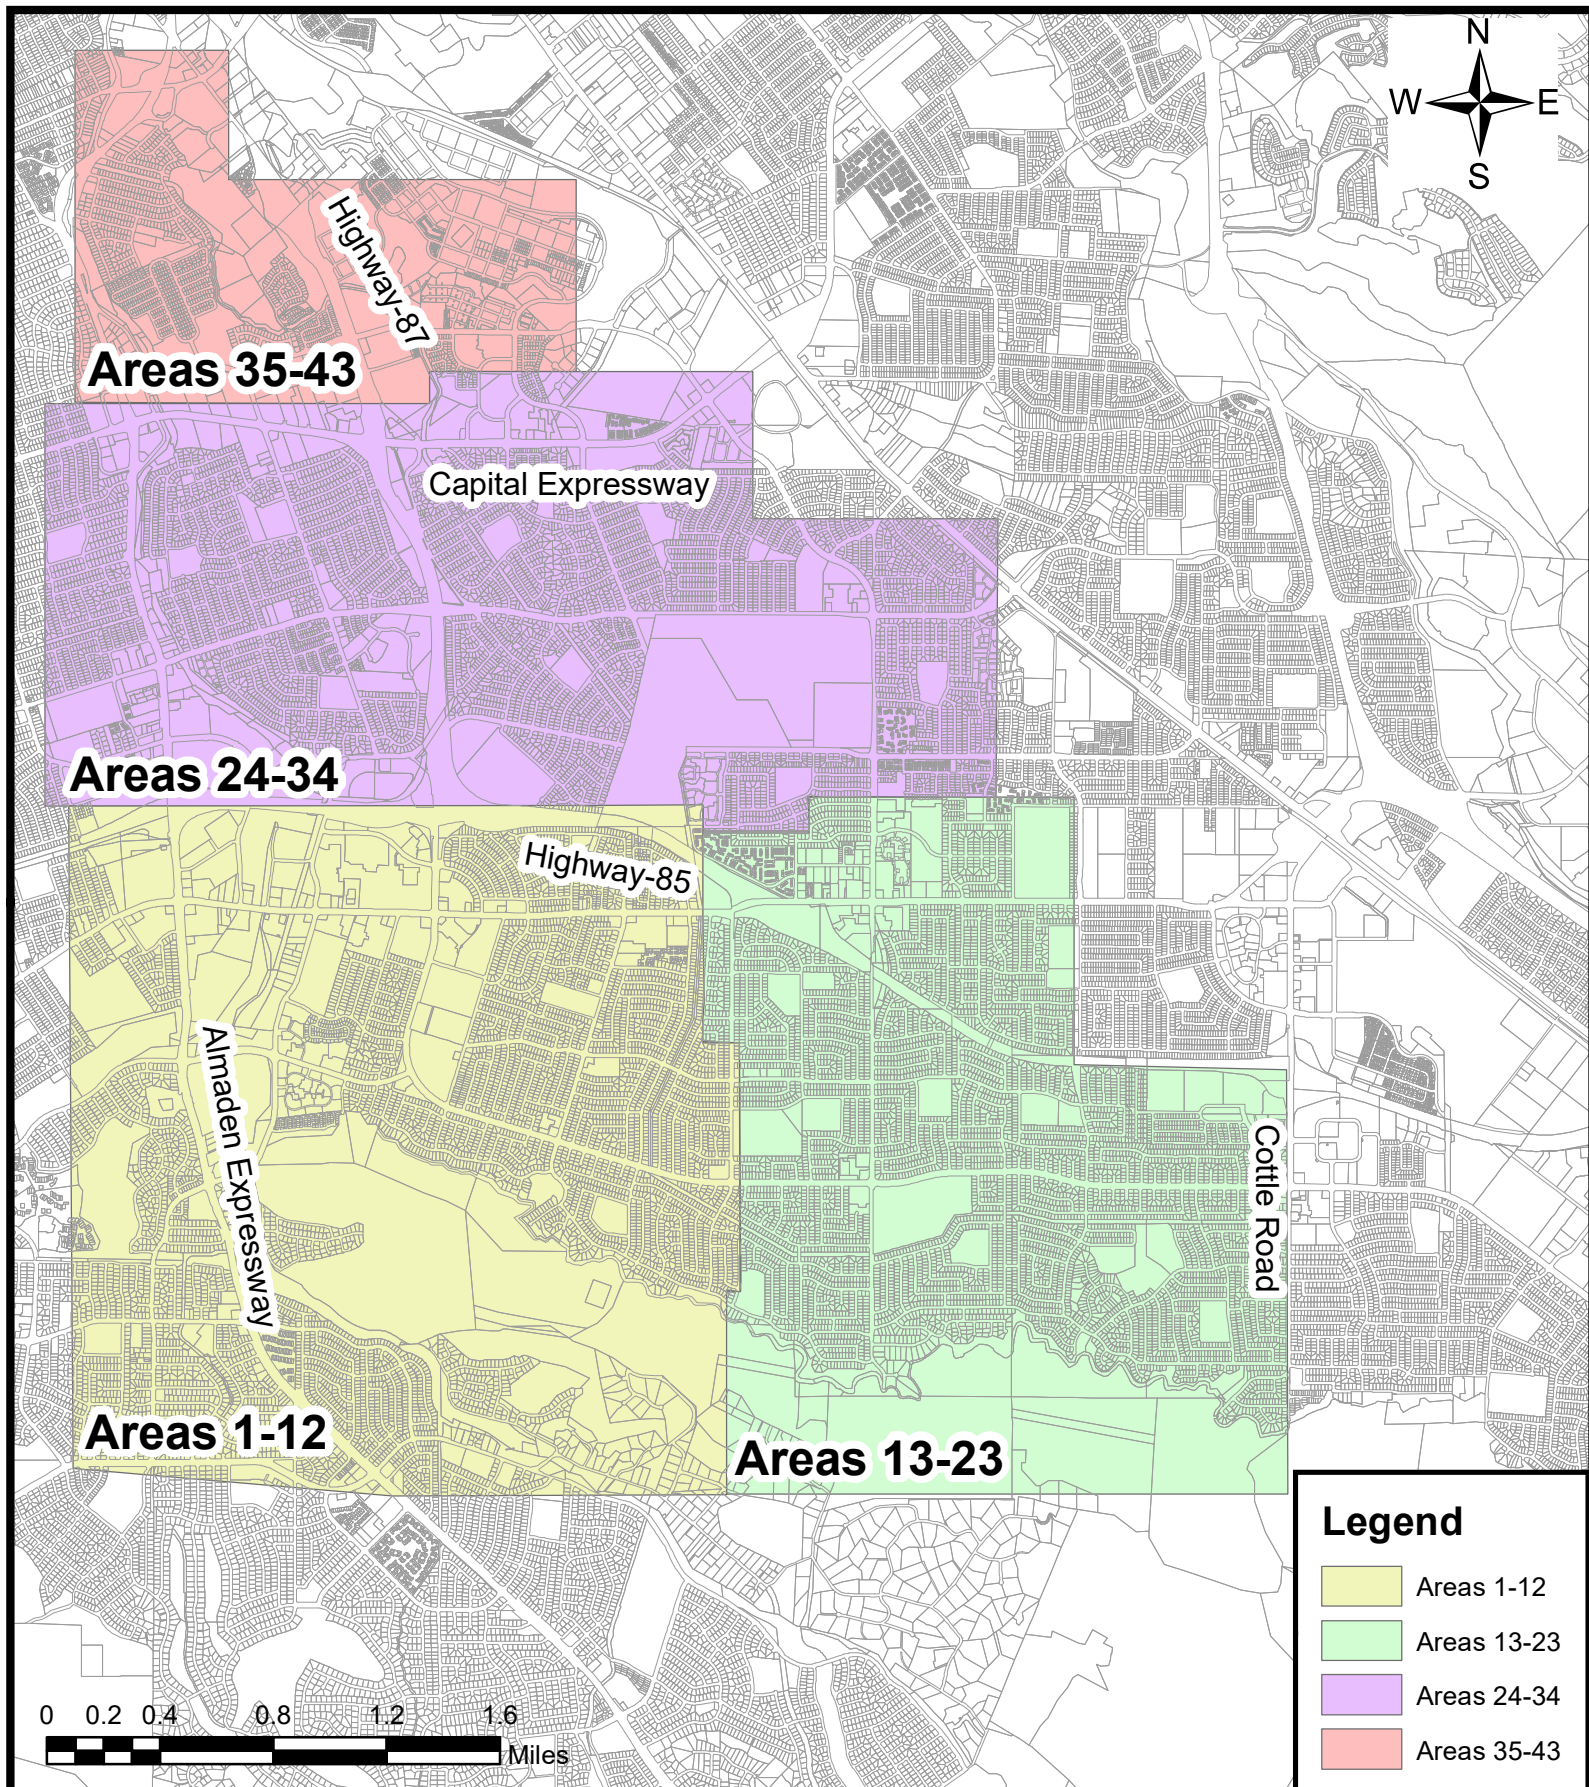 N
W E
S
Highway-87
Areas 35-43
Capital Expressway
Areas 24-34
Highway-85
Almaden Expressway
Cottle Road
Areas 1-12
Areas 13-23
Legend
Areas 1-12
Areas 13-23
Areas 24-34
Areas 35-43
0 0.2 0.4 0.8 1.2 1.6
Miles